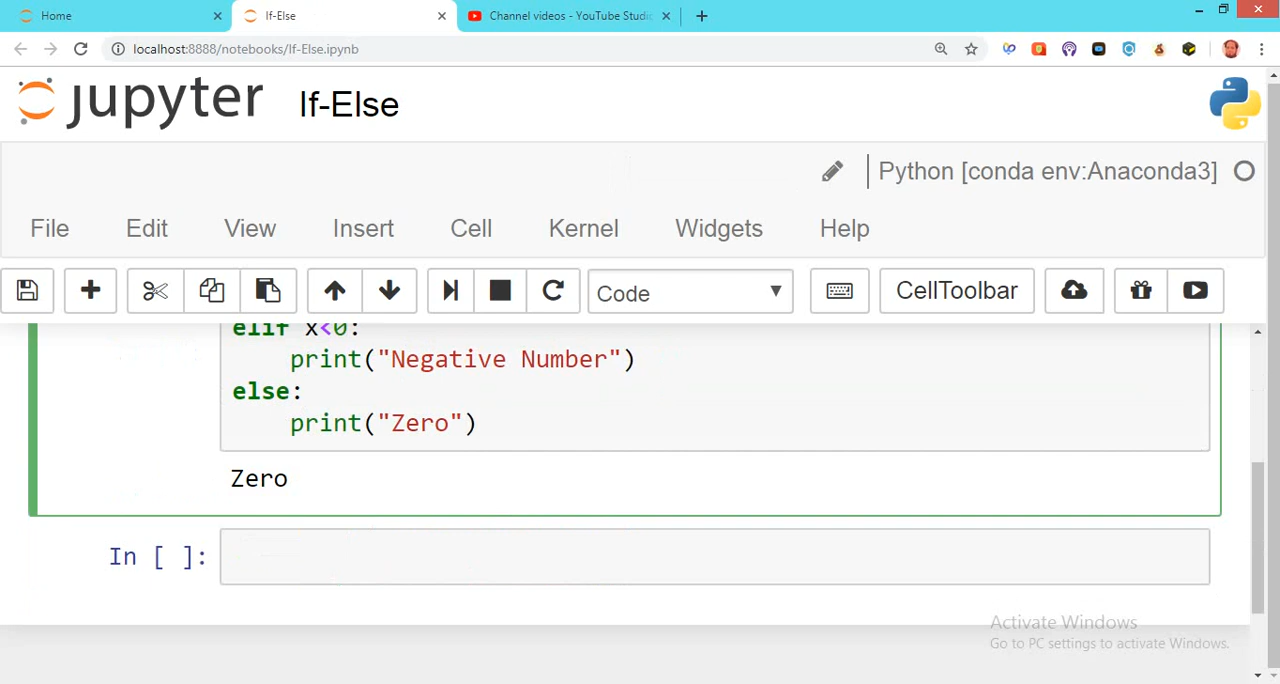 Home × If-Else × Channel videos - YouTube Studi × +
localhost:8888/notebooks/If-Else.ipynb
jupyter If-Else
Python [conda env:Anaconda3]
File Edit View Insert Cell Kernel Widgets Help
Code CellToolbar
elif x<0:
    print("Negative Number")
else:
    print("Zero")
Zero
In [ ]:
Activate Windows
Go to PC settings to activate Windows.